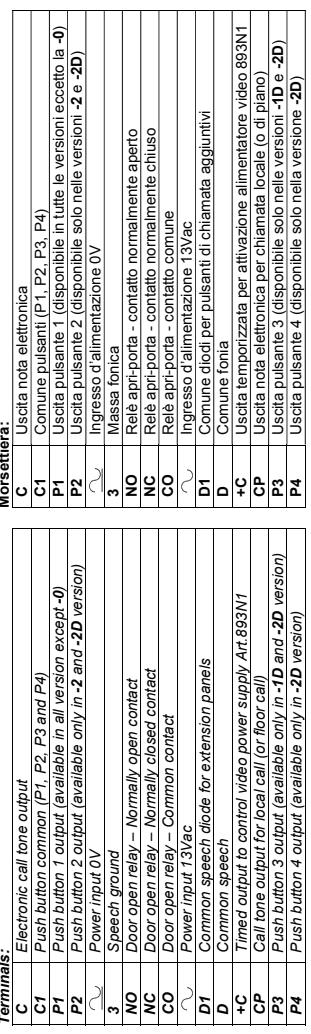 Terminals:
C Electronic call tone output
C1 Push button common (P1, P2, P3 and P4)
P1 Push button 1 output (available in all version except -0)
P2 Push button 2 output (available only in -2 and -2D version)
~ Power input 0V
3 Speech ground
NO Door open relay – Normally open contact
NC Door open relay – Normally closed contact
CO Door open relay – Common contact
~ Power input 13Vac
D1 Common speech diode for extension panels
D Common speech
+C Timed output to control video power supply Art.893N1
CP Call tone output for local call (or floor call)
P3 Push button 3 output (available only in -1D and -2D version)
P4 Push button 4 output (available only in -2D version)
Morsettiera:
C Uscita nota elettronica
C1 Comune pulsanti (P1, P2, P3, P4)
P1 Uscita pulsante 1 (disponibile in tutte le versioni eccetto la -0)
P2 Uscita pulsante 2 (disponibile solo nelle versioni -2 e -2D)
~ Ingresso d'alimentazione 0V
3 Massa fonica
NO Relè apri-porta - contatto normalmente aperto
NC Relè apri-porta - contatto normalmente chiuso
CO Relè apri-porta - contatto comune
~ Ingresso d'alimentazione 13Vac
D1 Comune diodi per pulsanti di chiamata aggiuntivi
D Comune fonia
+C Uscita temporizzata per attivazione alimentatore video 893N1
CP Uscita nota elettronica per chiamata locale (o di piano)
P3 Uscita pulsante 3 (disponibile solo nelle versioni -1D e -2D)
P4 Uscita pulsante 4 (disponibile solo nella versione -2D)